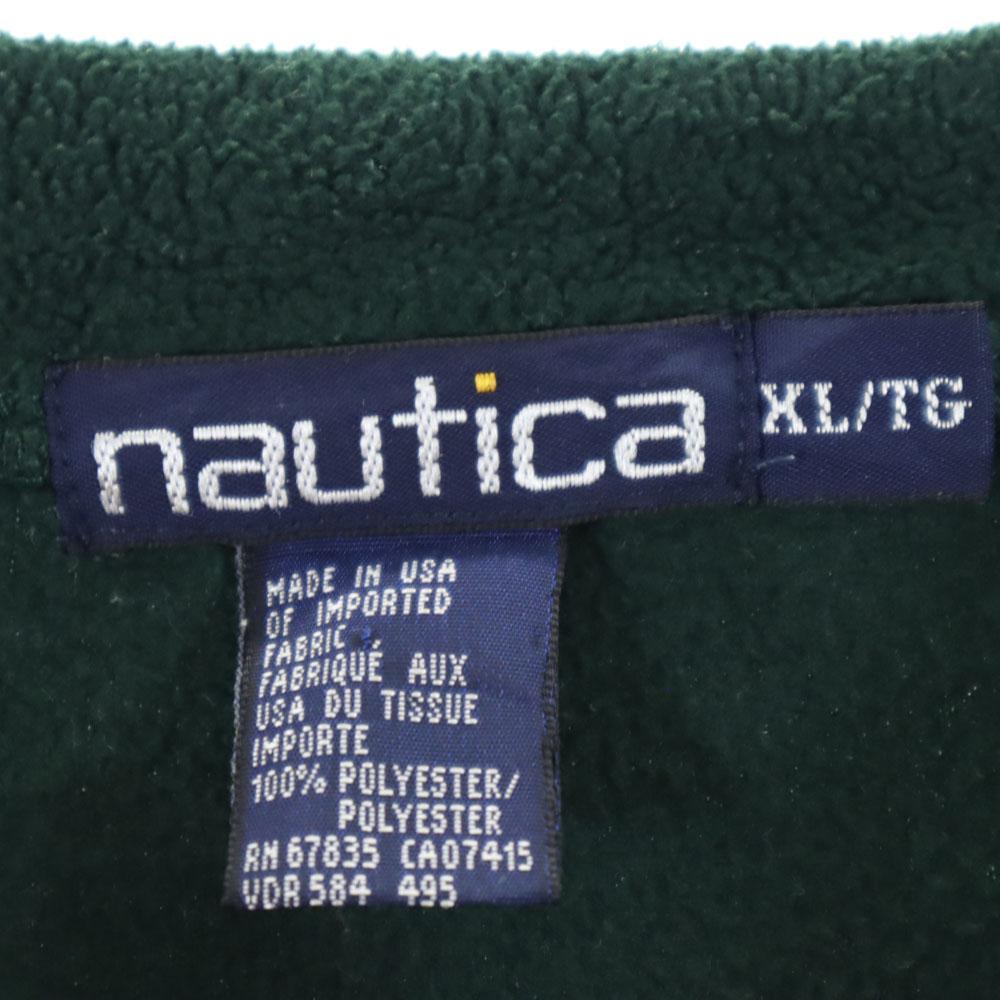 nautica
XL/TG
MADE IN USA
OF IMPORTED
FABRIC
FABRIQUÉ AUX
USA DU TISSUE
IMPORTE
100% POLYESTER/
POLYESTER
RN 67835 CA07415
VDR 584 495